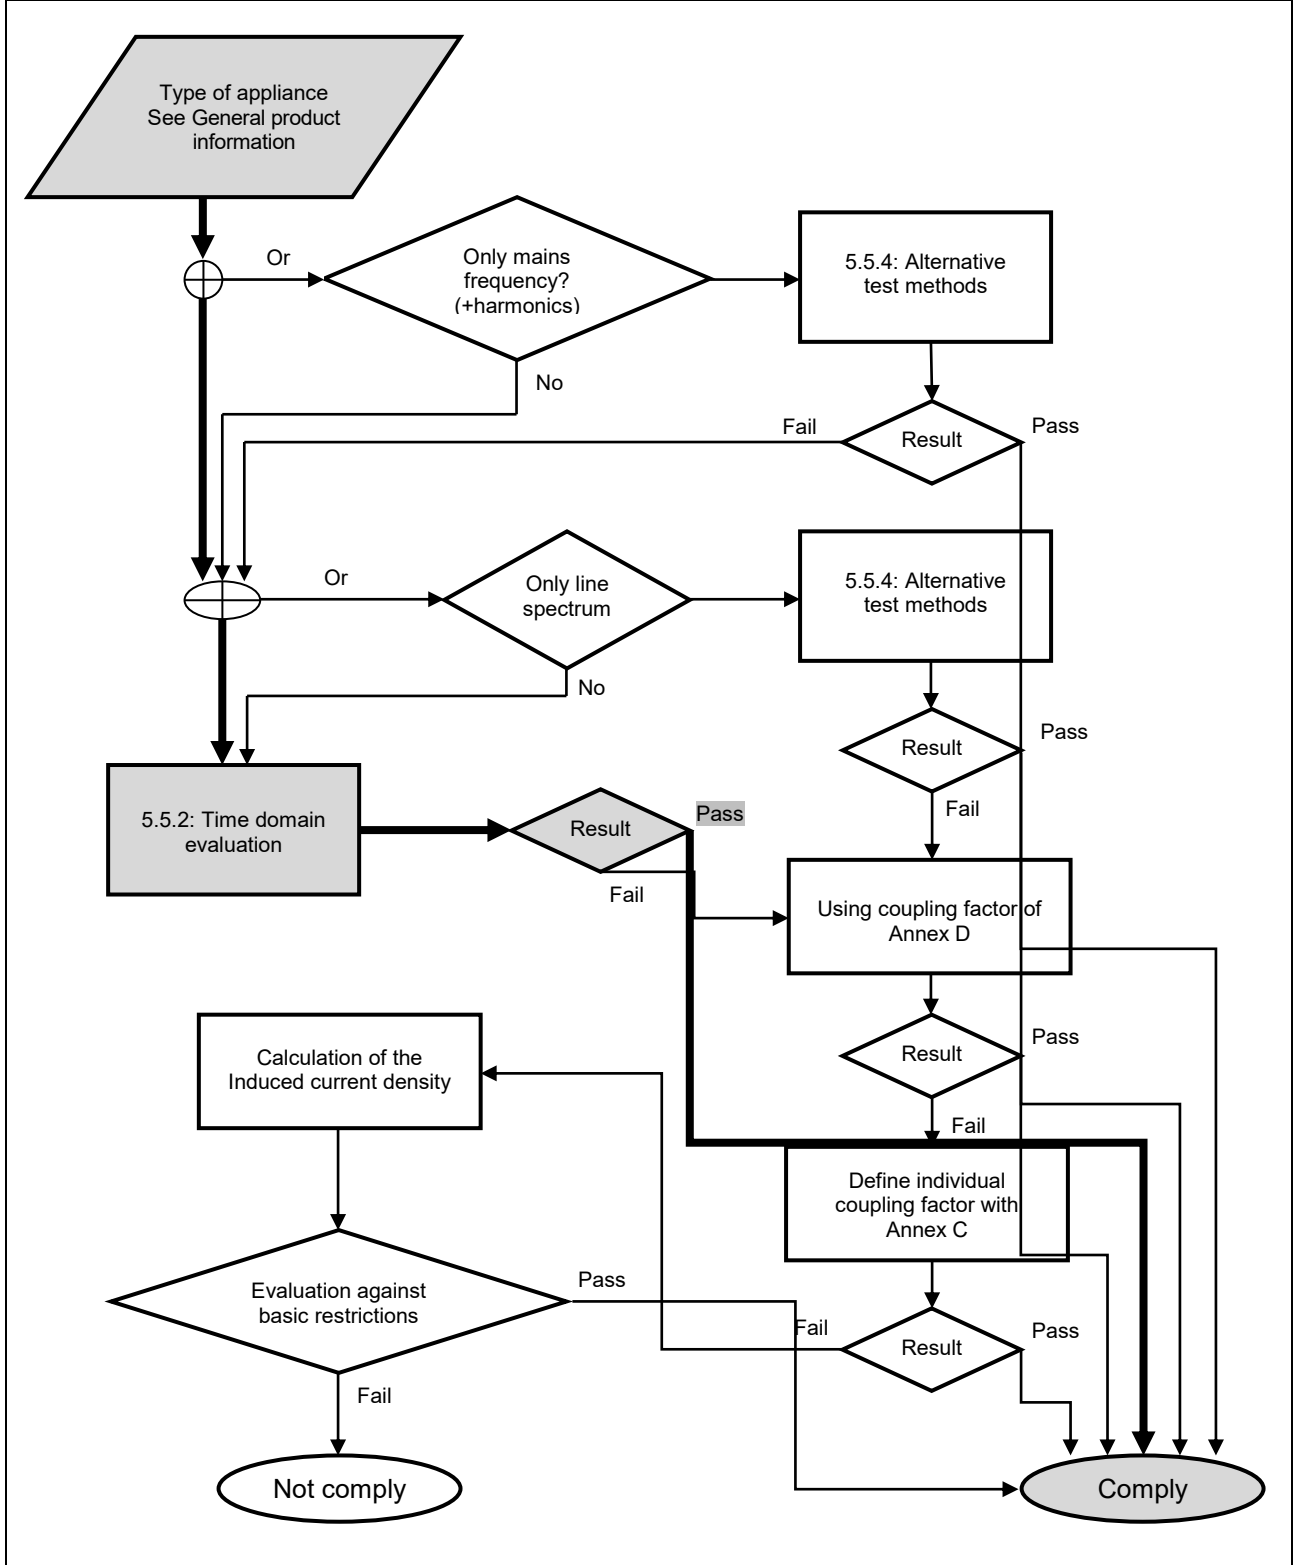 Type of appliance
See General product
information
Or
Only mains
frequency?
(+harmonics)
5.5.4: Alternative
test methods
No
Fail
Result
Pass
Or
Only line
spectrum
5.5.4: Alternative
test methods
No
Result
Pass
Fail
5.5.2: Time domain
evaluation
Result
Pass
Fail
Using coupling factor of
Annex D
Calculation of the
Induced current density
Result
Pass
Fail
Define individual
coupling factor with
Annex C
Evaluation against
basic restrictions
Pass
Fail
Result
Pass
Fail
Not comply
Comply